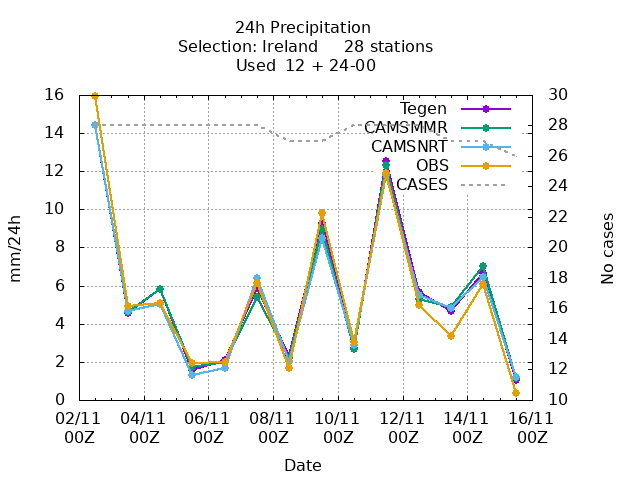 24h Precipitation
Selection: Ireland 28 stations
Used 12 + 24-00
16 30
Tegen
14 28
CAMSMMR
CAMSNRT
26
12
OBS
24
CASES
10
22
8 20
18
6
16
4
14
2
12
0 10
02/11 04/11 06/11 08/11 10/11 12/11 14/11 16/11
00Z 00Z 00Z 00Z 00Z 00Z 00Z 00Z
Date
mm/24h
No cases